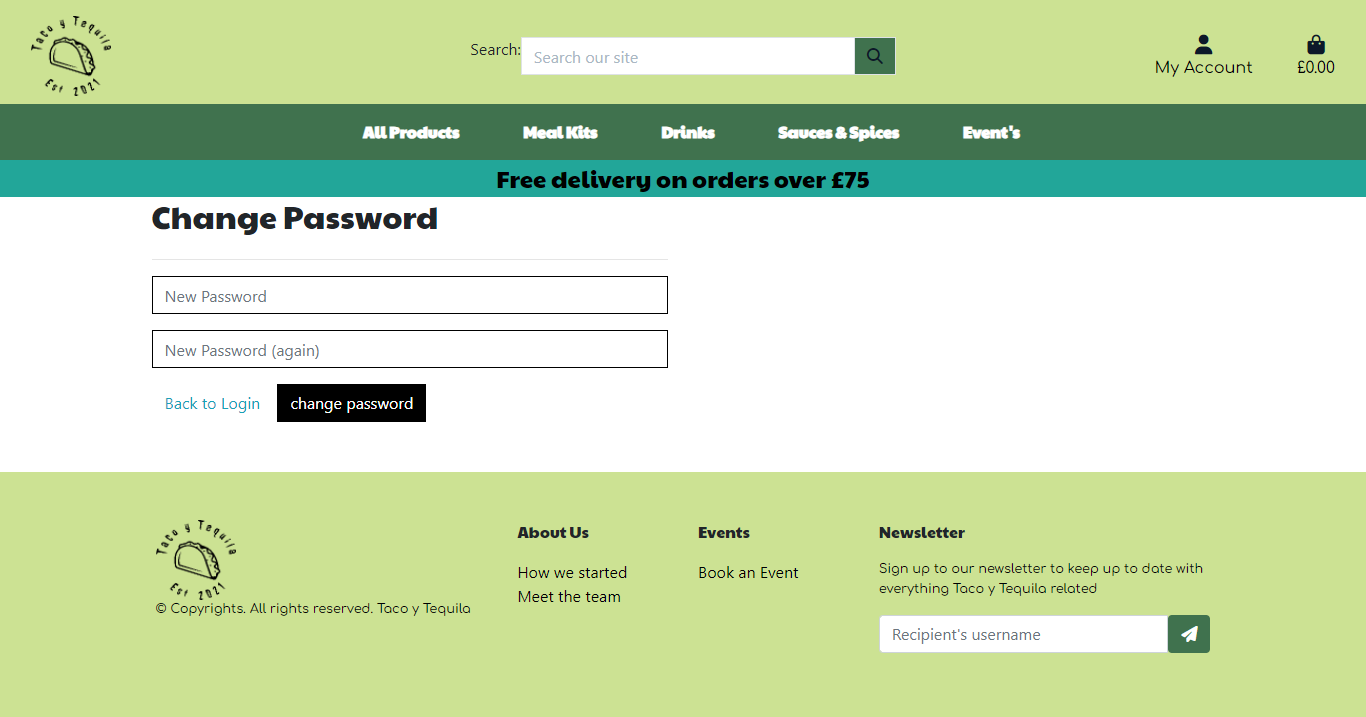 Taco y Tequila
Est 2021
Search: Search our site
My Account
£0.00
All Products Meal Kits Drinks Sauces & Spices Event's
Free delivery on orders over £75
Change Password
New Password
New Password (again)
Back to Login change password
Taco y Tequila
Est 2021
© Copyrights. All rights reserved. Taco y Tequila
About Us
How we started
Meet the team
Events
Book an Event
Newsletter
Sign up to our newsletter to keep up to date with
everything Taco y Tequila related
Recipient's username